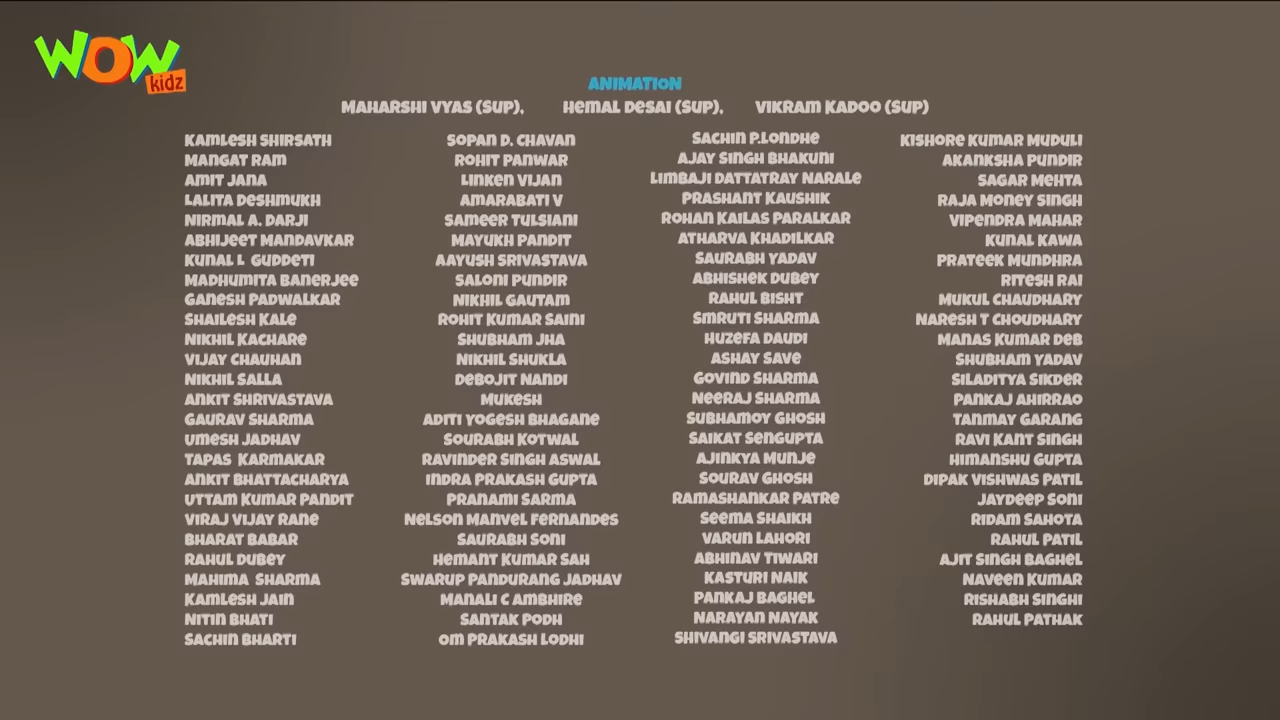 WOW
kidz
ANIMATION
MAHARSHI VYAS (SUP), HEMAL DESAI (SUP), VIKRAM KADOO (SUP)
KAMLESH SHIRSATH
MANGAT RAM
AMIT JANA
LALITA DESHMUKH
NIRMAL A. DARJI
ABHIJEET MANDAVKAR
KUNAL L GUDDETI
MADHUMITA BANERJEE
GANESH PADWALKAR
SHAILESH KALE
NIKHIL KACHARE
VIJAY CHAUHAN
NIKHIL SALLA
ANKIT SHRIVASTAVA
GAURAV SHARMA
UMESH JADHAV
TAPAS KARMAKAR
ANKIT BHATTACHARYA
UTTAM KUMAR PANDIT
VIRAJ VIJAY RANE
BHARAT BABAR
RAHUL DUBEY
MAHIMA SHARMA
KAMLESH JAIN
NITIN BHATI
SACHIN BHARTI
SOPAN D. CHAVAN
ROHIT PANWAR
LINKEN VIJAN
AMARABATI V
SAMEER TULSIANI
MAYUKH PANDIT
AAYUSH SRIVASTAVA
SALONI PUNDIR
NIKHIL GAUTAM
ROHIT KUMAR SAINI
SHUBHAM JHA
NIKHIL SHUKLA
DEBOJIT NANDI
MUKESH
ADITI YOGESH BHAGANE
SOURABH KOTWAL
RAVINDER SINGH ASWAL
INDRA PRAKASH GUPTA
PRANAMI SARMA
NELSON MANVEL FERNANDES
SAURABH SONI
HEMANT KUMAR SAH
SWARUP PANDURANG JADHAV
MANALI C AMBHIRE
SANTAK PODH
OM PRAKASH LODHI
SACHIN P.LONDHE
AJAY SINGH BHAKUNI
LIMBAJI DATTATRAY NARALE
PRASHANT KAUSHIK
ROHAN KAILAS PARALKAR
ATHARVA KHADILKAR
SAURABH YADAV
ABHISHEK DUBEY
RAHUL BISHT
SMRUTI SHARMA
HUZEFA DAUDI
ASHAY SAVE
GOVIND SHARMA
NEERAJ SHARMA
SUBHAMOY GHOSH
SAIKAT SENGUPTA
AJINKYA MUNJE
SOURAV GHOSH
RAMASHANKAR PATRE
SEEMA SHAIKH
VARUN LAHORI
ABHINAV TIWARI
KASTURI NAIK
PANKAJ BAGHEL
NARAYAN NAYAK
SHIVANGI SRIVASTAVA
KISHORE KUMAR MUDULI
AKANKSHA PUNDIR
SAGAR MEHTA
RAJA MONEY SINGH
VIPENDRA MAHAR
KUNAL KAWA
PRATEEK MUNDHRA
RITESH RAI
MUKUL CHAUDHARY
NARESH T CHOUDHARY
MANAS KUMAR DEB
SHUBHAM YADAV
SILADITYA SIKDER
PANKAJ AHIRRAO
TANMAY GARANG
RAVI KANT SINGH
HIMANSHU GUPTA
DIPAK VISHWAS PATIL
JAYDEEP SONI
RIDAM SAHOTA
RAHUL PATIL
AJIT SINGH BAGHEL
NAVEEN KUMAR
RISHABH SINGHI
RAHUL PATHAK